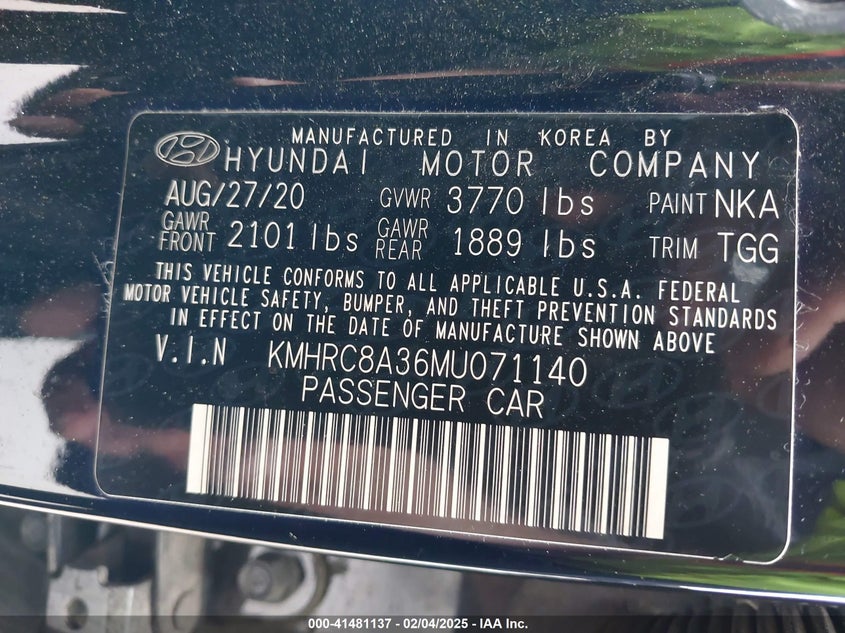 MANUFACTURED IN KOREA BY
HYUNDAI MOTOR COMPANY
AUG/27/20 GVWR 3770 lbs PAINT NKA
GAWR FRONT 2101 lbs GAWR REAR 1889 lbs TRIM TGG
THIS VEHICLE CONFORMS TO ALL APPLICABLE U.S.A. FEDERAL
MOTOR VEHICLE SAFETY, BUMPER, AND THEFT PREVENTION STANDARDS
IN EFFECT ON THE DATE OF MANUFACTURE SHOWN ABOVE
V.I.N KMHRC8A36MU071140
PASSENGER CAR
000-41481137 - 02/04/2025 - IAA Inc.